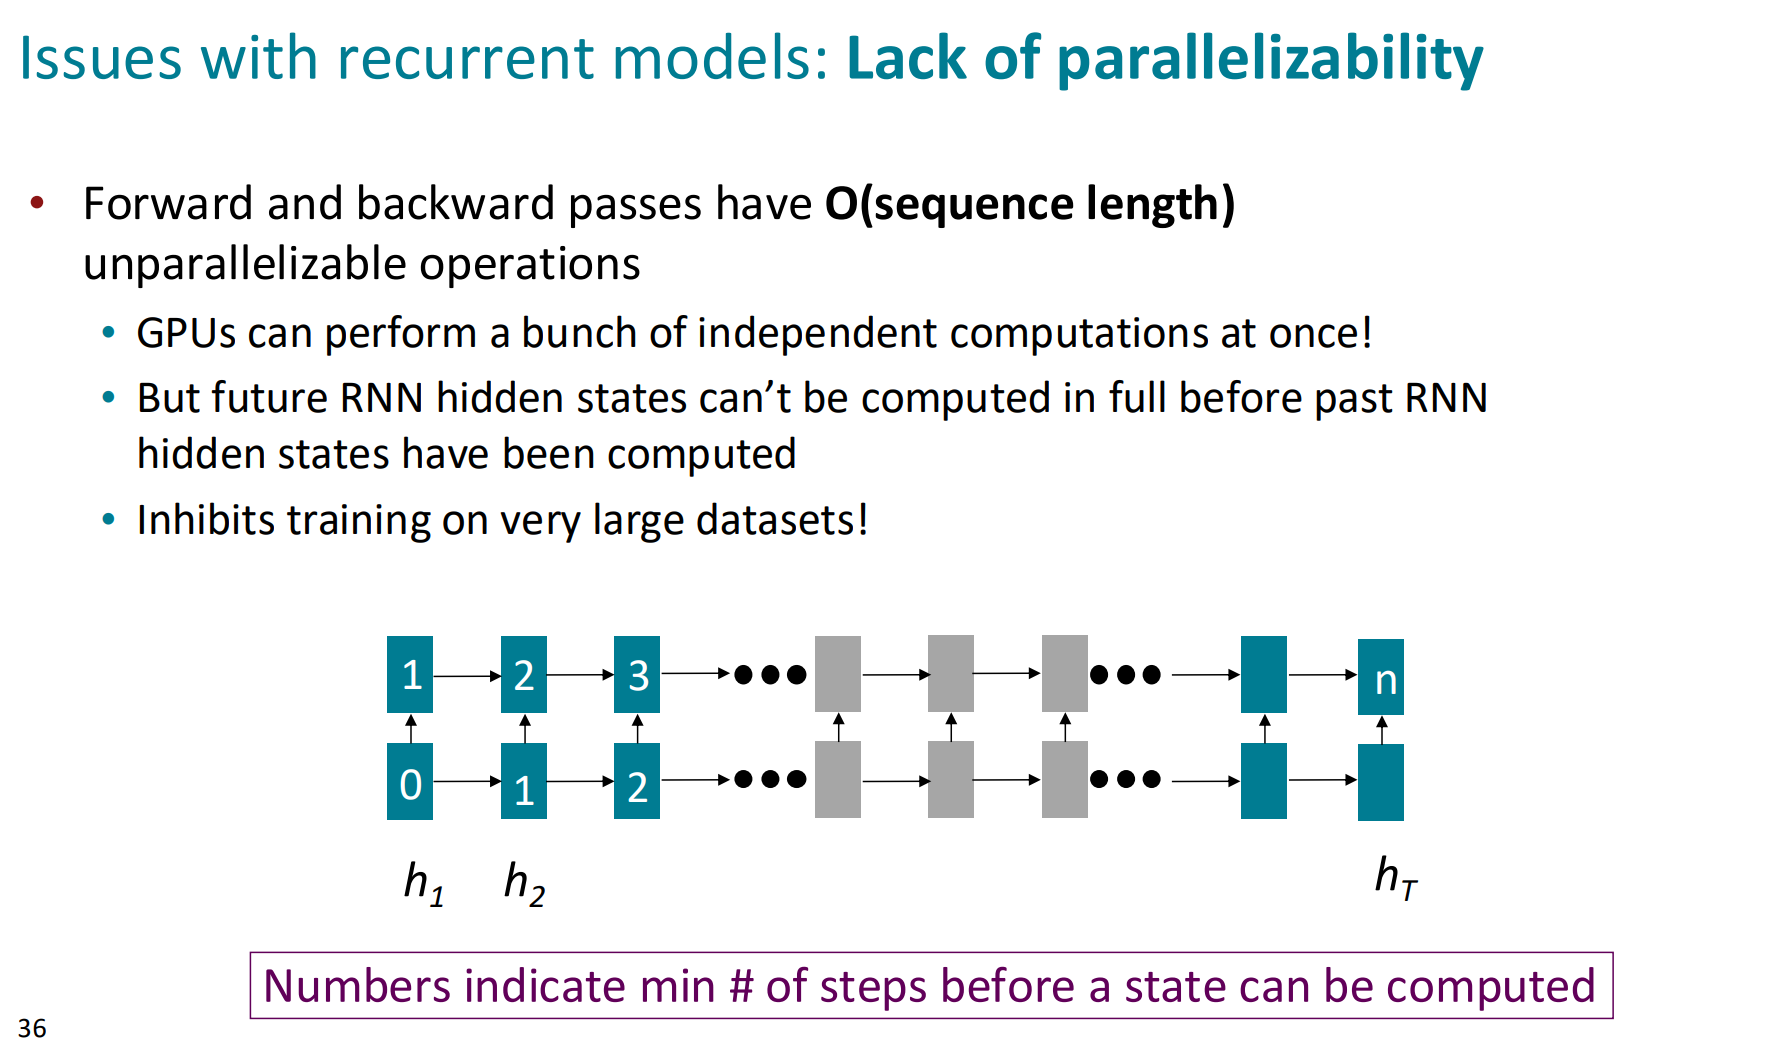 Issues with recurrent models: Lack of parallelizability
• Forward and backward passes have O(sequence length)
unparallelizable operations
• GPUs can perform a bunch of independent computations at once!
• But future RNN hidden states can’t be computed in full before past RNN
hidden states have been computed
• Inhibits training on very large datasets!
1 2 3 n
0 1 2
h1 h2 hT
Numbers indicate min # of steps before a state can be computed
36